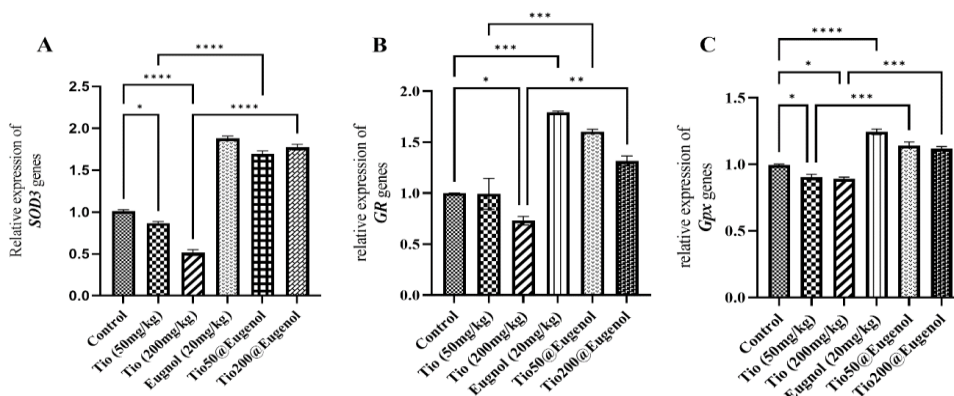 A
Relative expression of
SOD3 genes
2.5
2.0
1.5
1.0
0.5
0.0
****
****
*
****
Control
Tio (50mg/kg)
Tio (200mg/kg)
Eugnol (20mg/kg)
Tio50@Eugenol
Tio200@Eugenol
B
relative expression of
GR genes
2.0
1.5
1.0
0.5
0.0
***
***
*
**
Control
Tio (50mg/kg)
Tio (200mg/kg)
Eugnol (20mg/kg)
Tio50@Eugenol
Tio200@Eugenol
C
relative expression of
Gpx genes
1.5
1.0
0.5
0.0
****
*
***
*
***
Control
Tio (50mg/kg)
Tio (200mg/kg)
Eugnol (20mg/kg)
Tio50@Eugenol
Tio200@Eugenol